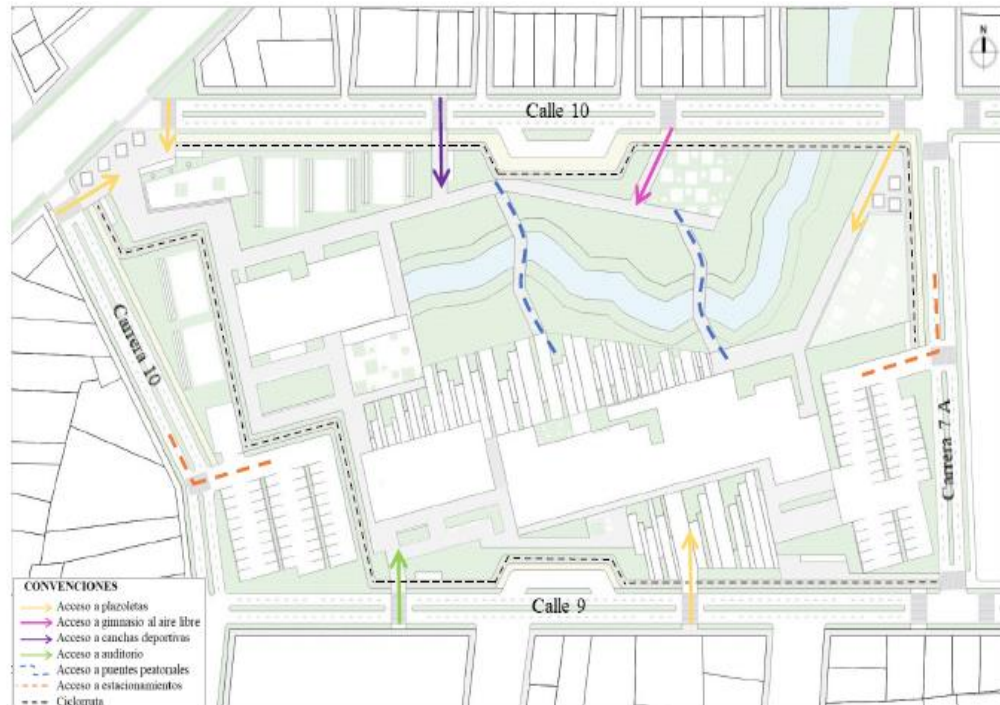 N
Calle 10
Carrera 10
Carrera 7 A
Calle 9
CONVENCIONES
Acceso a plazoletas
Acceso a gimnasio al aire libre
Acceso a canchas deportivas
Acceso a auditorio
Acceso a puentes peatonales
Acceso a estacionamientos
Cicloruta